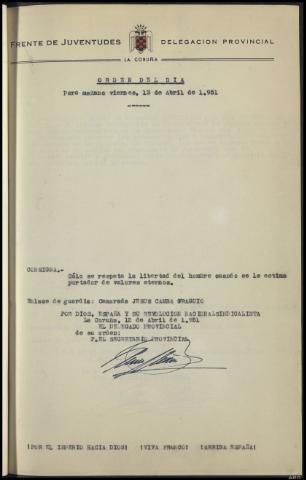 FRENTE DE JUVENTUDES DELEGACION PROVINCIAL
LA CORUÑA
ORDEN DEL DIA
Para mañana viernes, 13 de Abril de 1.951
CONSIGNA.-
Sólo se respeta la libertad del hombre cuando se le estima
portador de valores eternos.
Enlace de guardia: Camarada JESUS CAMBA
POR DIOS, ESPAÑA Y SU REVOLUCION NACIONALSINDICALISTA
La Coruña, 12 de Abril de 1.951
EL DELEGADO PROVINCIAL
de su orden:
P.EL SECRETARIO PROVINCIAL
¡POR EL IMPERIO HACIA DIOS! ¡VIVA FRANCO! ¡ARRIBA ESPAÑA!